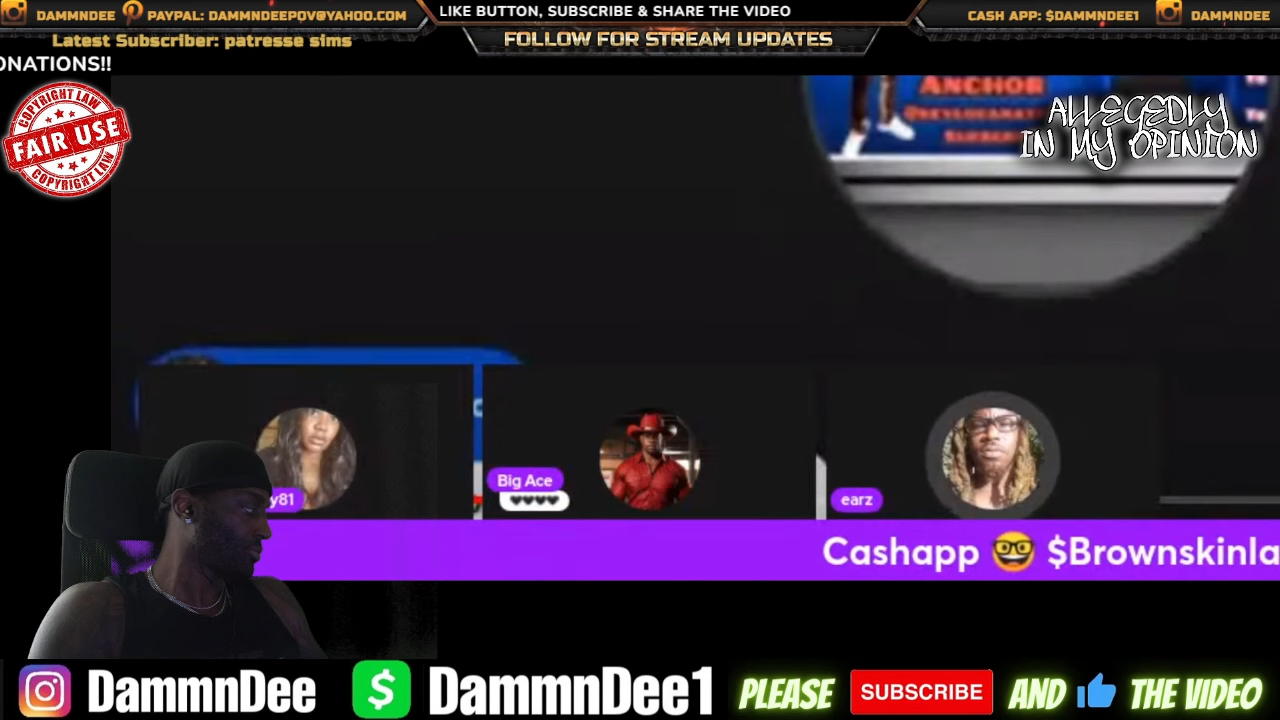 DAMMNDEE
PAYPAL: DAMMNDEEPOV@YAHOO.COM
LIKE BUTTON, SUBSCRIBE & SHARE THE VIDEO
CASH APP: $DAMMNDEE1
DAMMNDEE
Latest Subscriber: patresse sims
FOLLOW FOR STREAM UPDATES
ONATIONS!!
COPYRIGHT LAW
FAIR USE
COPYRIGHT LAW
ANCHOR
ALLEGEDLY
IN MY OPINION
y81
Big Ace
earz
Cashapp 🤓 $Brownskinla
DammnDee
$
DammnDee1
PLEASE
SUBSCRIBE
AND
THE VIDEO